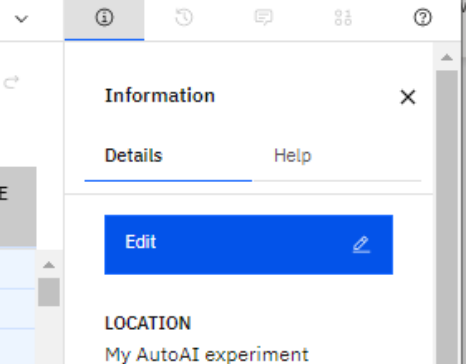 Information
Details
Help
E
Edit
LOCATION
My AutoAI experiment